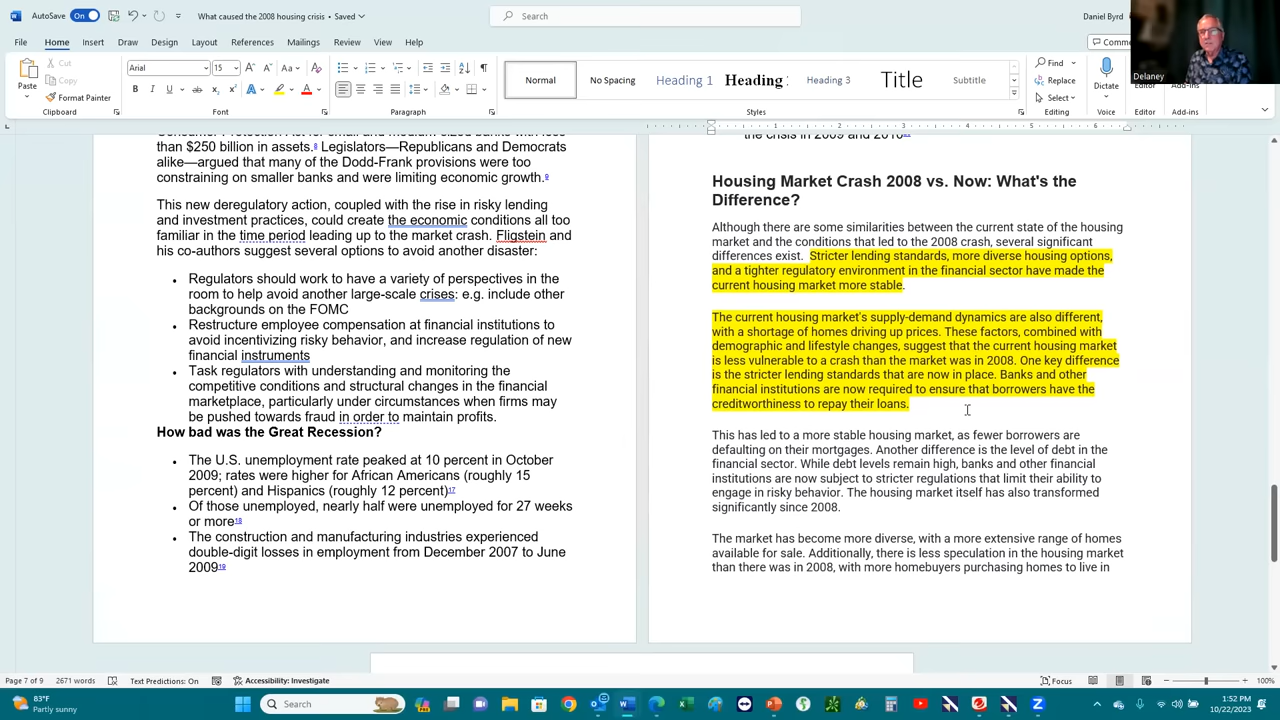 AutoSave
On
What caused the 2008 housing crisis • Saved
Search
Daniel Byrd
File Home Insert Draw Design Layout References Mailings Review View Help
Comme
Delaney
Paste
Cut
Copy
Format Painter
Clipboard
Arial
15
Font
Paragraph
Normal
No Spacing
Heading 1
Heading
Heading 3
Title
Subtitle
Styles
Find
Replace
Select
Editing
Dictate
Voice
Editor
Editor
Add-ins
Add-ins
than $250 billion in assets.8 Legislators—Republicans and Democrats
alike—argued that many of the Dodd-Frank provisions were too
constraining on smaller banks and were limiting economic growth.9
This new deregulatory action, coupled with the rise in risky lending
and investment practices, could create the economic conditions all too
familiar in the time period leading up to the market crash. Fligstein and
his co-authors suggest several options to avoid another disaster:
• Regulators should work to have a variety of perspectives in the
room to help avoid another large-scale crises: e.g. include other
backgrounds on the FOMC
• Restructure employee compensation at financial institutions to
avoid incentivizing risky behavior, and increase regulation of new
financial instruments
• Task regulators with understanding and monitoring the
competitive conditions and structural changes in the financial
marketplace, particularly under circumstances when firms may
be pushed towards fraud in order to maintain profits.
How bad was the Great Recession?
• The U.S. unemployment rate peaked at 10 percent in October
2009; rates were higher for African Americans (roughly 15
percent) and Hispanics (roughly 12 percent)17
• Of those unemployed, nearly half were unemployed for 27 weeks
or more18
• The construction and manufacturing industries experienced
double-digit losses in employment from December 2007 to June
200919
the crisis in 2009 and 2010
Housing Market Crash 2008 vs. Now: What's the
Difference?
Although there are some similarities between the current state of the housing
market and the conditions that led to the 2008 crash, several significant
differences exist. Stricter lending standards, more diverse housing options,
and a tighter regulatory environment in the financial sector have made the
current housing market more stable.
The current housing market's supply-demand dynamics are also different,
with a shortage of homes driving up prices. These factors, combined with
demographic and lifestyle changes, suggest that the current housing market
is less vulnerable to a crash than the market was in 2008. One key difference
is the stricter lending standards that are now in place. Banks and other
financial institutions are now required to ensure that borrowers have the
creditworthiness to repay their loans.
This has led to a more stable housing market, as fewer borrowers are
defaulting on their mortgages. Another difference is the level of debt in the
financial sector. While debt levels remain high, banks and other financial
institutions are now subject to stricter regulations that limit their ability to
engage in risky behavior. The housing market itself has also transformed
significantly since 2008.
The market has become more diverse, with a more extensive range of homes
available for sale. Additionally, there is less speculation in the housing market
than there was in 2008, with more homebuyers purchasing homes to live in
Page 7 of 9 2671 words Text Predictions: On Accessibility: Investigate
Focus
100%
83°F
Partly sunny
Search
1:52 PM
10/22/2023